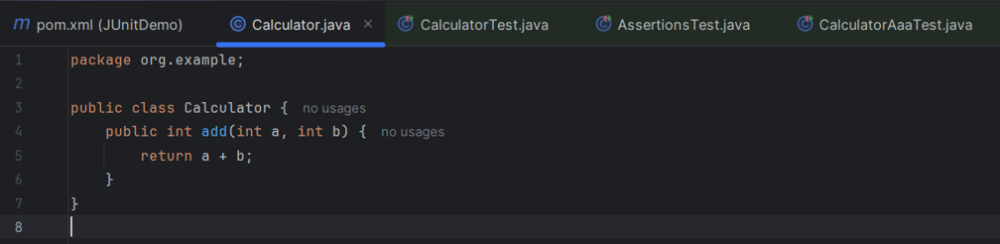 pom.xml (JUnitDemo) Calculator.java CalculatorTest.java AssertionsTest.java CalculatorAaaTest.java
1 package org.example;
2
3 public class Calculator { no usages
4     public int add(int a, int b) { no usages
5         return a + b;
6     }
7 }
8